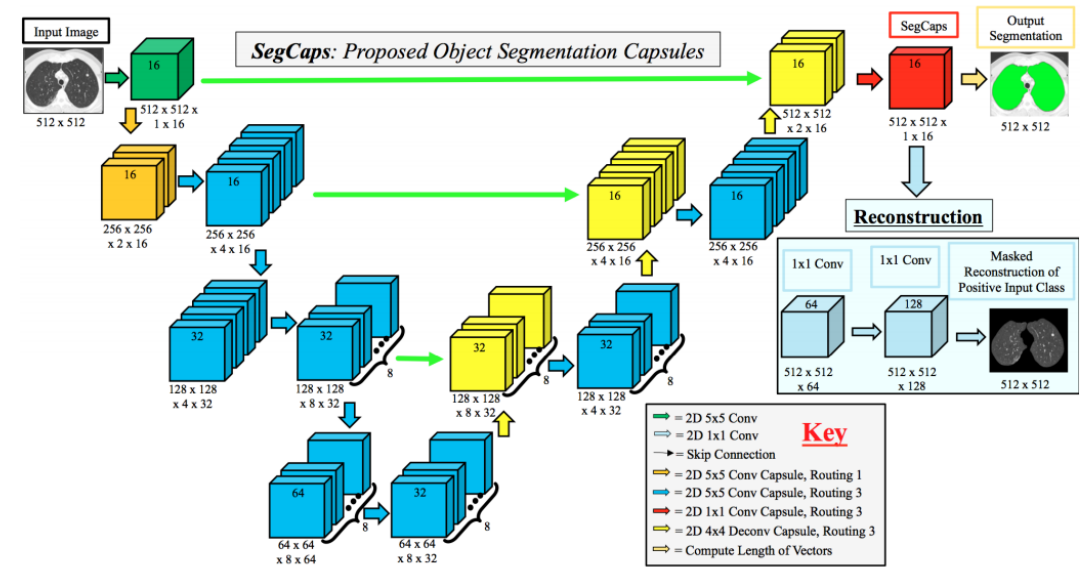 Input Image
SegCaps: Proposed Object Segmentation Capsules
SegCaps
Output
Segmentation
16
512 x 512
512 x 512 x
1 x 16
16
512 x 512
x 2 x 16
16
512 x 512 x
1 x 16
512 x 512
16
256 x 256
x 2 x 16
16
256 x 256
x 4 x 16
16
256 x 256
x 4 x 16
16
256 x 256
x 4 x 16
Reconstruction
1x1 Conv
1x1 Conv
Masked
Reconstruction of
Positive Input Class
64
512 x 512
x 64
128
512 x 512
x 128
512 x 512
32
128 x 128
x 4 x 32
32
128 x 128
x 8 x 32
8
32
128 x 128
x 8 x 32
8
32
128 x 128
x 4 x 32
8
64
64 x 64
x 8 x 64
8
32
64 x 64
x 8 x 32
8
Key
= 2D 5x5 Conv
= 2D 1x1 Conv
= Skip Connection
= 2D 5x5 Conv Capsule, Routing 1
= 2D 5x5 Conv Capsule, Routing 3
= 2D 1x1 Conv Capsule, Routing 3
= 2D 4x4 Deconv Capsule, Routing 3
= Compute Length of Vectors